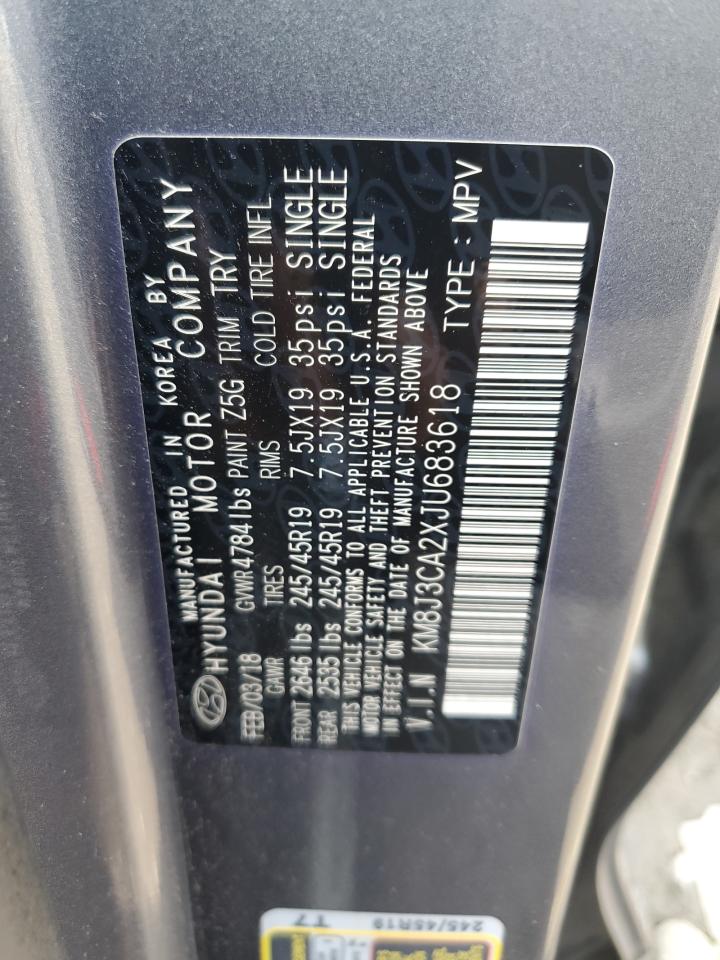 MANUFACTURED IN KOREA BY
HYUNDAI MOTOR COMPANY
FEB/03/18 GVWR 4784 lbs PAINT Z5G TRIM TRY
GAWR TIRES RIMS COLD TIRE INFL
FRONT 2646 lbs 245/45R19 7.5JX19 35psi SINGLE
REAR 2535 lbs 245/45R19 7.5JX19 35psi SINGLE
THIS VEHICLE CONFORMS TO ALL APPLICABLE U.S.A. FEDERAL
MOTOR VEHICLE SAFETY AND THEFT PREVENTION STANDARDS
IN EFFECT ON THE DATE OF MANUFACTURE SHOWN ABOVE
V.I.N KM8J3CA2XJU683618 TYPE : MPV
245/45R19
T7